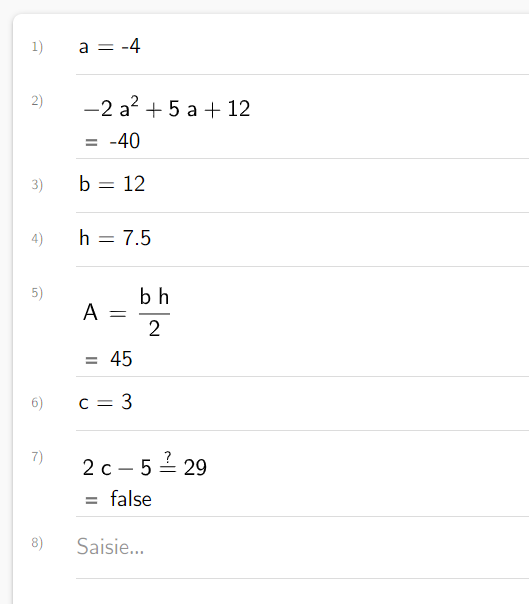 1) a = -4
2) −2 a² + 5 a + 12
= -40
3) b = 12
4) h = 7.5
5) A = b h / 2
= 45
6) c = 3
7) 2 c − 5 ≟ 29
= false
8) Saisie...